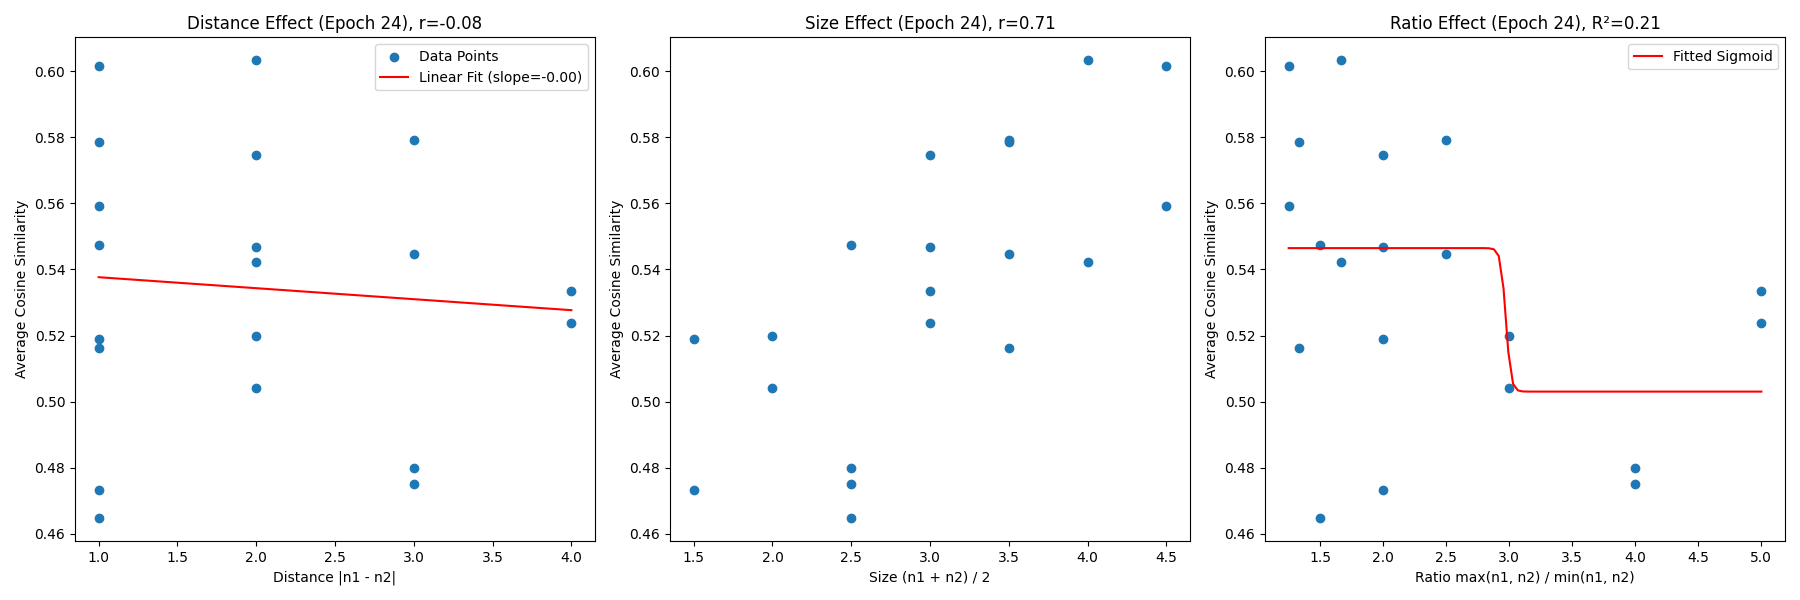 Distance Effect (Epoch 24), r=-0.08
Data Points
Linear Fit (slope=-0.00)
Average Cosine Similarity
0.60
0.58
0.56
0.54
0.52
0.50
0.48
0.46
1.0 1.5 2.0 2.5 3.0 3.5 4.0
Distance |n1 - n2|
Size Effect (Epoch 24), r=0.71
Average Cosine Similarity
0.60
0.58
0.56
0.54
0.52
0.50
0.48
0.46
1.5 2.0 2.5 3.0 3.5 4.0 4.5
Size (n1 + n2) / 2
Ratio Effect (Epoch 24), R²=0.21
Fitted Sigmoid
Average Cosine Similarity
0.60
0.58
0.56
0.54
0.52
0.50
0.48
0.46
1.5 2.0 2.5 3.0 3.5 4.0 4.5 5.0
Ratio max(n1, n2) / min(n1, n2)